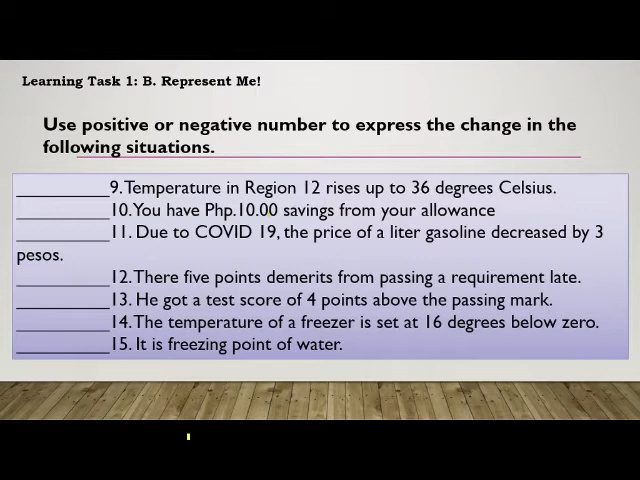 Learning Task 1: B. Represent Me!
Use positive or negative number to express the change in the
following situations.
__________9. Temperature in Region 12 rises up to 36 degrees Celsius.
__________10. You have Php.10.00 savings from your allowance
__________11. Due to COVID 19, the price of a liter gasoline decreased by 3
pesos.
__________12. There five points demerits from passing a requirement late.
__________13. He got a test score of 4 points above the passing mark.
__________14. The temperature of a freezer is set at 16 degrees below zero.
__________15. It is freezing point of water.